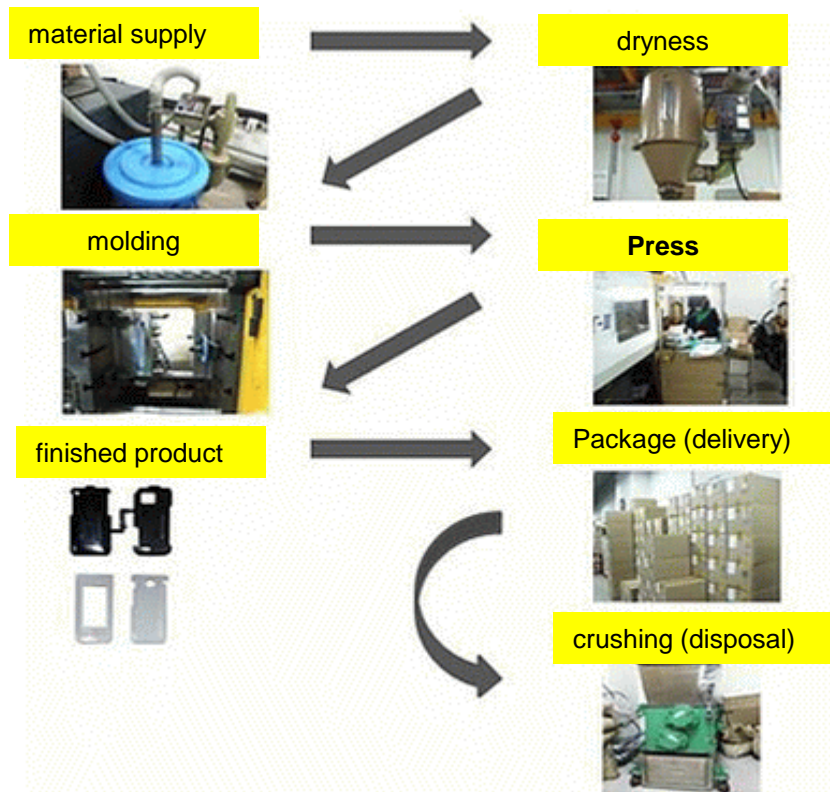 material supply
dryness
molding
Press
finished product
Package (delivery)
crushing (disposal)